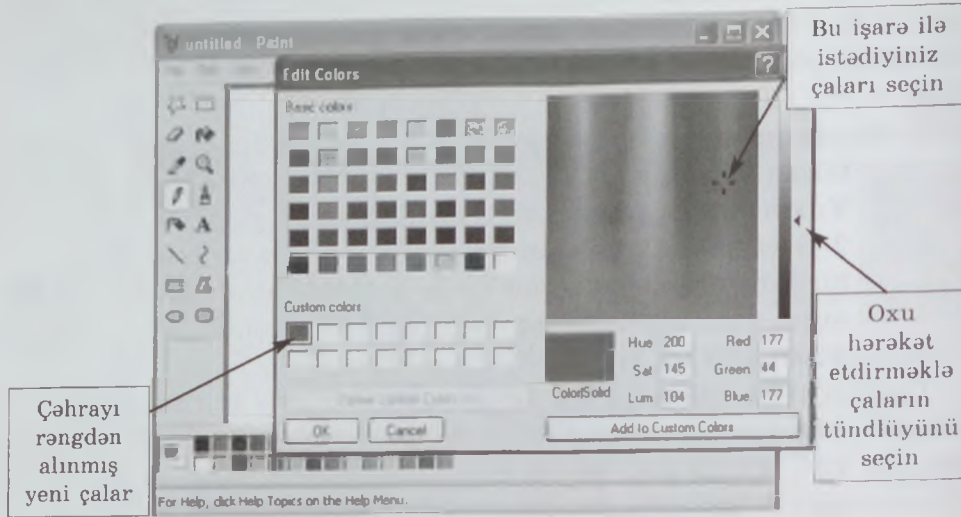 untitled Paint
Edit Colors
Basic colors
Custom colors
OK
Cancel
Color|Solid
Hue 200
Sat 145
Lum 104
Red 177
Green 44
Blue 177
Add to Custom Colors
For Help, click Help Topics on the Help Menu.
Bu işarə ilə
istədiyiniz
çaları seçin
Oxu
hərəkət
etdirməklə
çaların
tündlüyünü
seçin
Çəhrayı
rəngdən
alınmış
yeni çalar